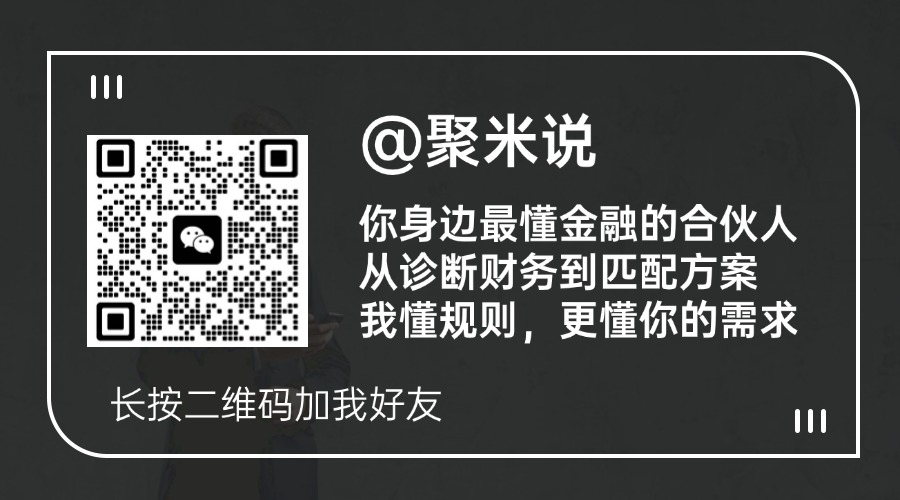 @聚米说
你身边最懂金融的合伙人
从诊断财务到匹配方案
我懂规则，更懂你的需求
长按二维码加我好友